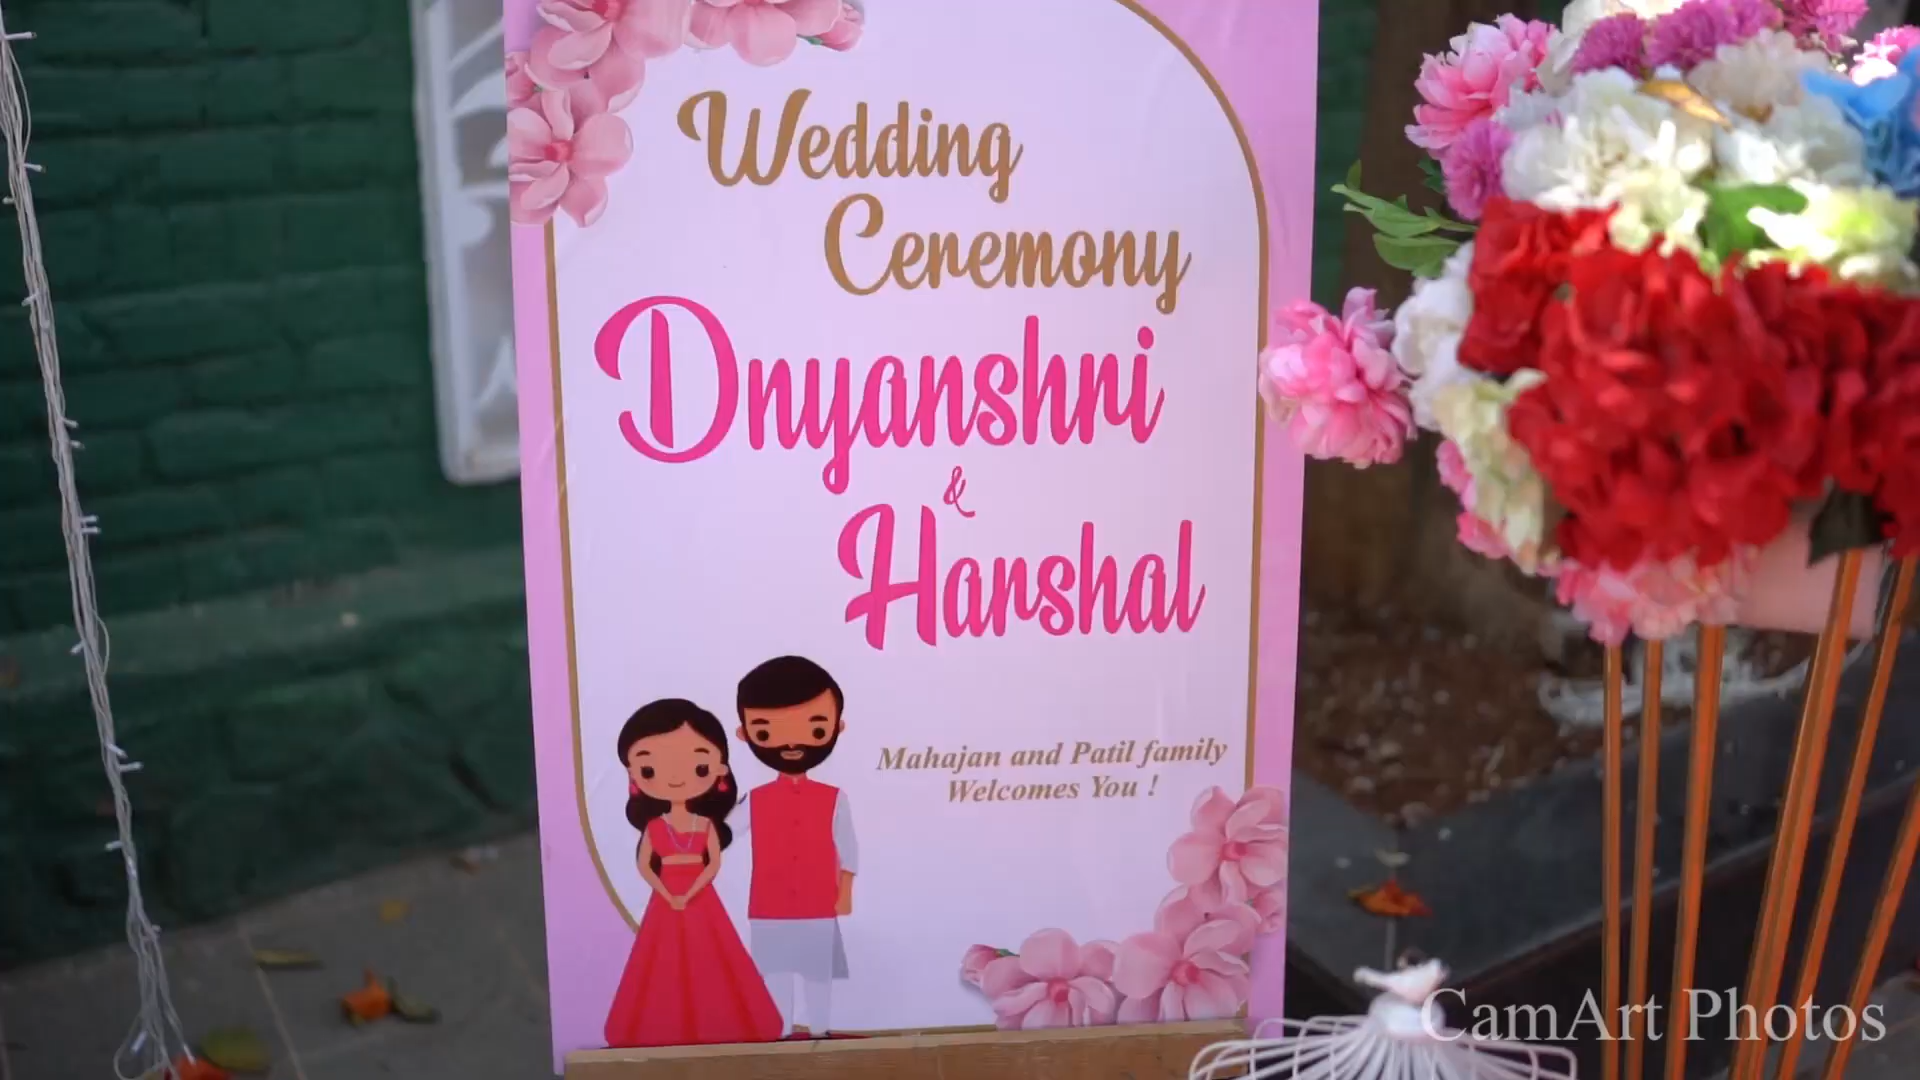 Wedding
Ceremony
Dnyanshri
&
Harshal
Mahajan and Patil family
Welcomes You !
CamArt Photos